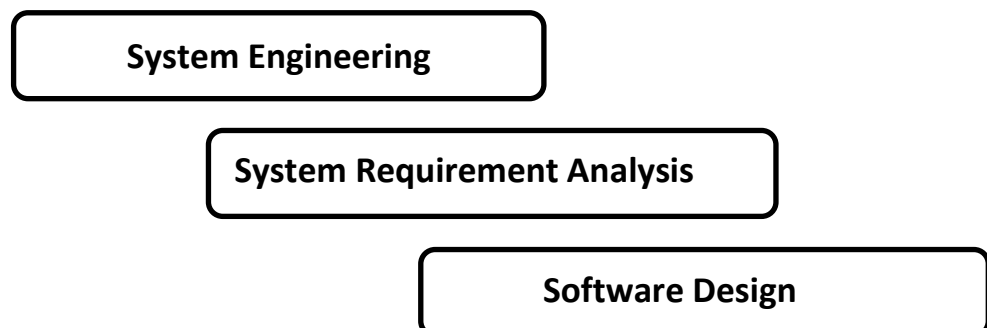 System Engineering
System Requirement Analysis
Software Design